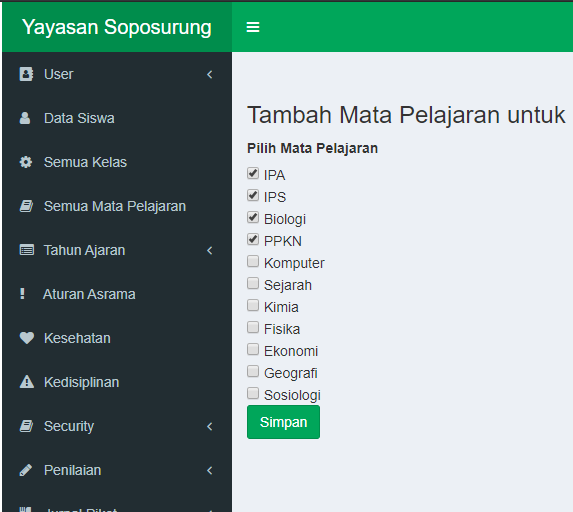 Yayasan Soposurung
User
Data Siswa
Semua Kelas
Semua Mata Pelajaran
Tahun Ajaran
Aturan Asrama
Kesehatan
Kedisiplinan
Security
Penilaian
Jurnal Piket
Tambah Mata Pelajaran untuk
Pilih Mata Pelajaran
IPA
IPS
Biologi
PPKN
Komputer
Sejarah
Kimia
Fisika
Ekonomi
Geografi
Sosiologi
Simpan